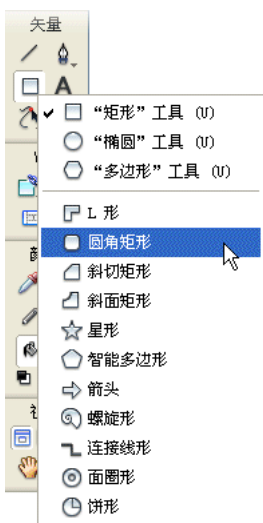 矢量
A
“矩形”工具 (U)
“椭圆”工具 (U)
“多边形”工具 (U)
L 形
圆角矩形
斜切矩形
斜面矩形
星形
智能多边形
箭头
螺旋形
连接线形
面圈形
饼形